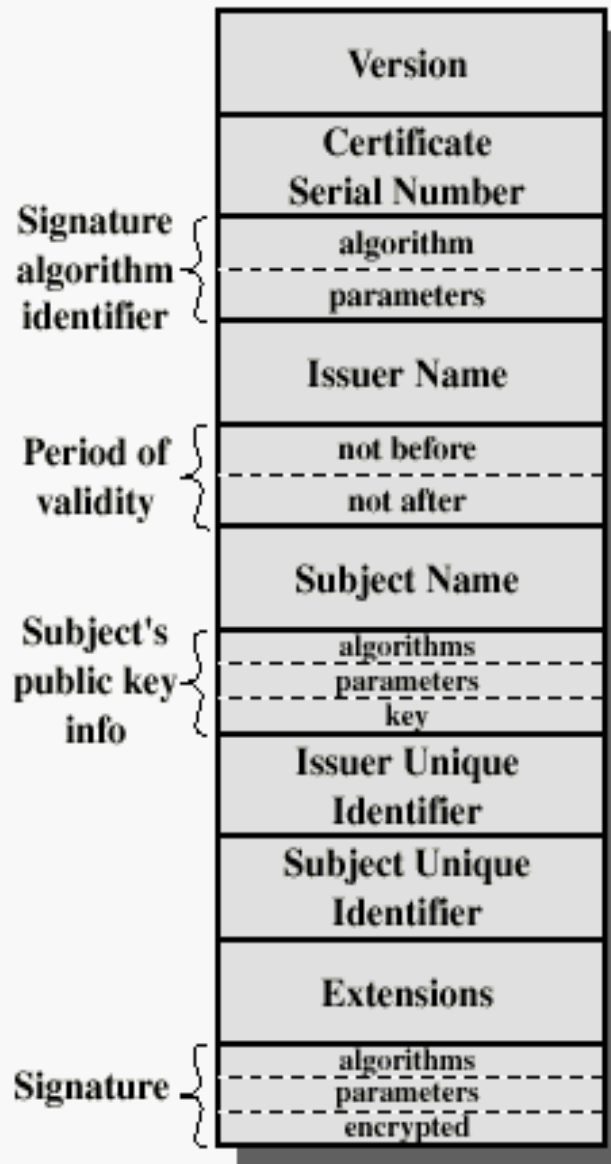 Version
Certificate
Serial Number
Signature
algorithm
identifier
algorithm
parameters
Issuer Name
Period of
validity
not before
not after
Subject Name
Subject's
public key
info
algorithms
parameters
key
Issuer Unique
Identifier
Subject Unique
Identifier
Extensions
Signature
algorithms
parameters
encrypted